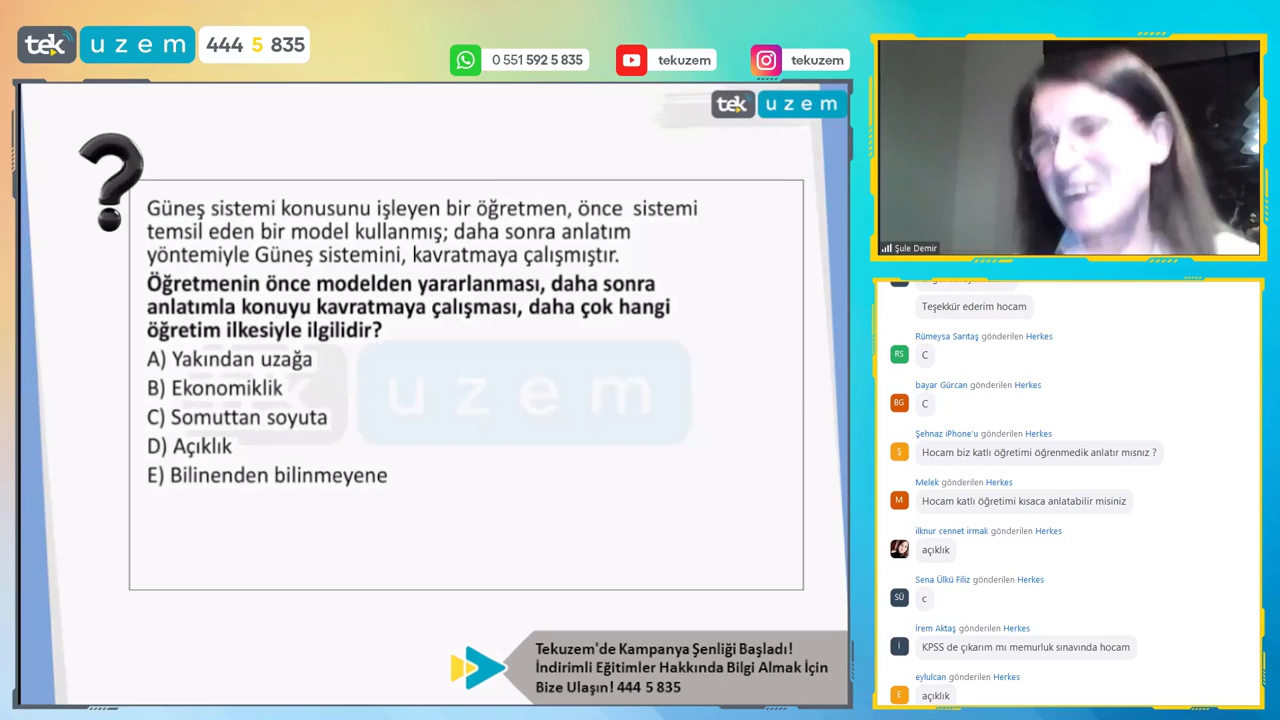 tek uzem 444 5 835
0 551 592 5 835
tekuzem
tekuzem
tek uzem
Güneş sistemi konusunu işleyen bir öğretmen, önce sistemi
temsil eden bir model kullanmış; daha sonra anlatım
yöntemiyle Güneş sistemini, kavratmaya çalışmıştır.
Öğretmenin önce modelden yararlanması, daha sonra
anlatımla konuyu kavratmaya çalışması, daha çok hangi
öğretim ilkesiyle ilgilidir?
A) Yakından uzağa
B) Ekonomiklik
C) Somuttan soyuta
D) Açıklık
E) Bilinenden bilinmeyene
uzem
Tekuzem'de Kampanya Şenliği Başladı!
İndirimli Eğitimler Hakkında Bilgi Almak İçin
Bize Ulaşın! 444 5 835
Şule Demir
Teşekkür ederim hocam
Rümeysa Sarıtaş gönderilen Herkes
RS
C
bayar Gürcan gönderilen Herkes
BG
C
Şehnaz iPhone'u gönderilen Herkes
Ş
Hocam biz katlı öğretimi öğrenmedik anlatır mısnız ?
Melek gönderilen Herkes
M
Hocam katlı öğretimi kısaca anlatabilir misiniz
ilknur cennet irmak gönderilen Herkes
açıklık
Sena Ülkü Filiz gönderilen Herkes
SÜ
c
İrem Aktaş gönderilen Herkes
İ
KPSS de çıkarım mı memurluk sınavında hocam
eylulcan gönderilen Herkes
E
açıklık